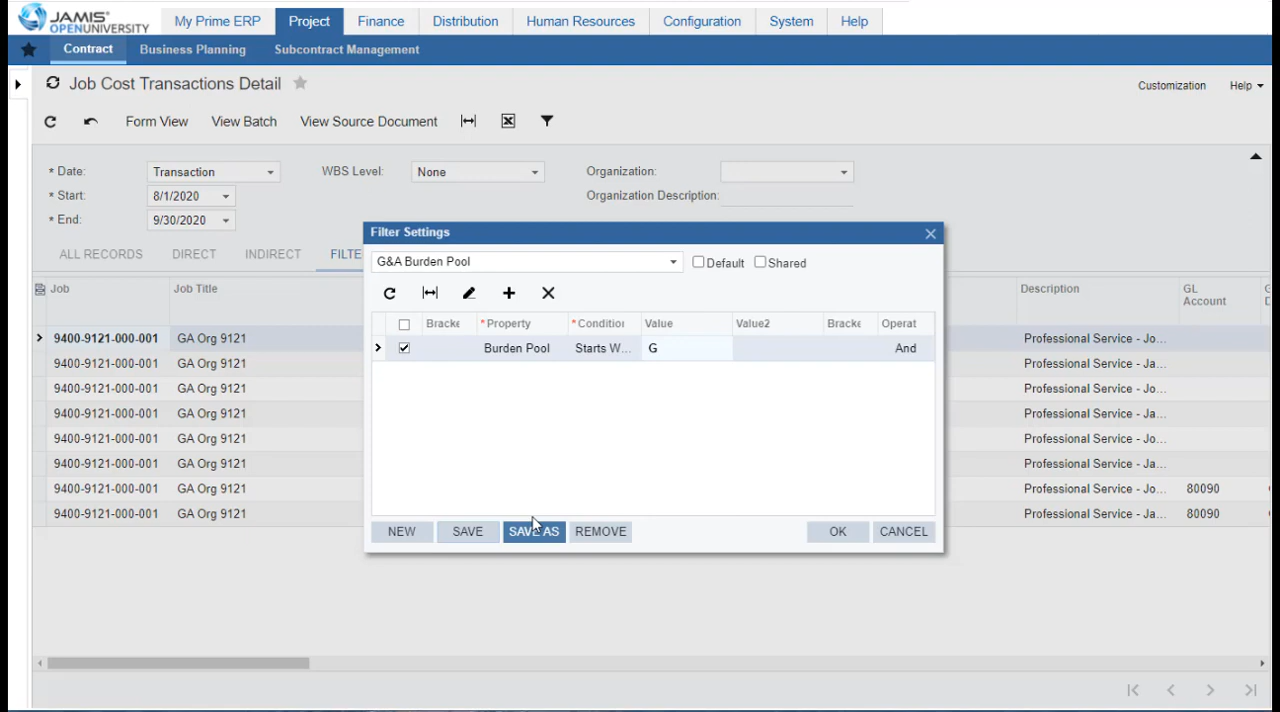 JAMIS®
OPENUNIVERSITY
My Prime ERP Project Finance Distribution Human Resources Configuration System Help
Contract Business Planning Subcontract Management
Job Cost Transactions Detail
Customization Help
Form View View Batch View Source Document
* Date: Transaction WBS Level: None Organization:
* Start: 8/1/2020 Organization Description:
* End: 9/30/2020
ALL RECORDS DIRECT INDIRECT FILTE
Filter Settings
G&A Burden Pool Default Shared
Bracke *Property *Condition Value Value2 Bracke Operat
Burden Pool Starts W... G And
NEW SAVE SAVE AS REMOVE OK CANCEL
Job Job Title Description GL Account G D
9400-9121-000-001 GA Org 9121 Professional Service - Jo...
9400-9121-000-001 GA Org 9121 Professional Service - Ja...
9400-9121-000-001 GA Org 9121 Professional Service - Jo...
9400-9121-000-001 GA Org 9121 Professional Service - Ja...
9400-9121-000-001 GA Org 9121 Professional Service - Jo...
9400-9121-000-001 GA Org 9121 Professional Service - Ja...
9400-9121-000-001 GA Org 9121 Professional Service - Jo... 80090
9400-9121-000-001 GA Org 9121 Professional Service - Jo... 80090